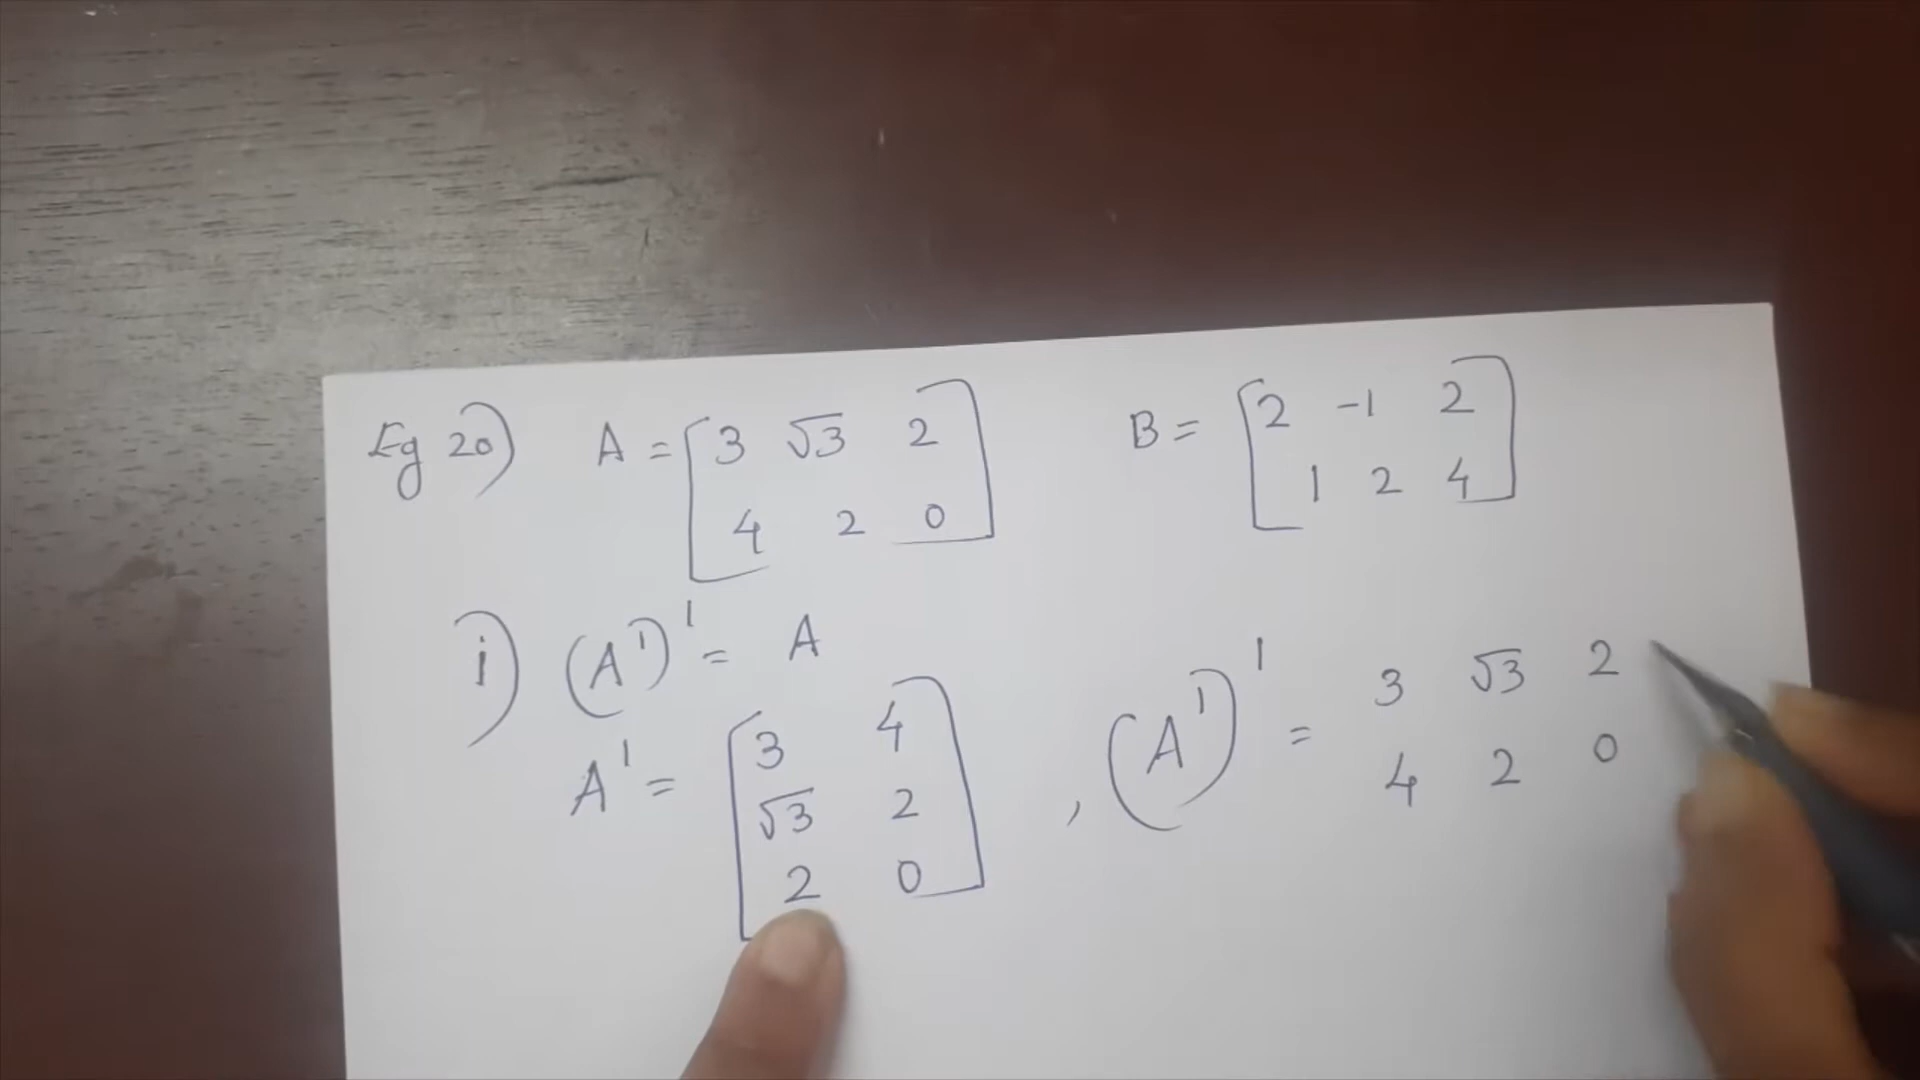 Eg 20) A = [3 √3 2 B = [2 -1 2
4 2 0] 1 2 4]
i) (A')' = A
A' = [3 4 , (A')' = 3 √3 2
√3 2 4 2 0
2 0]